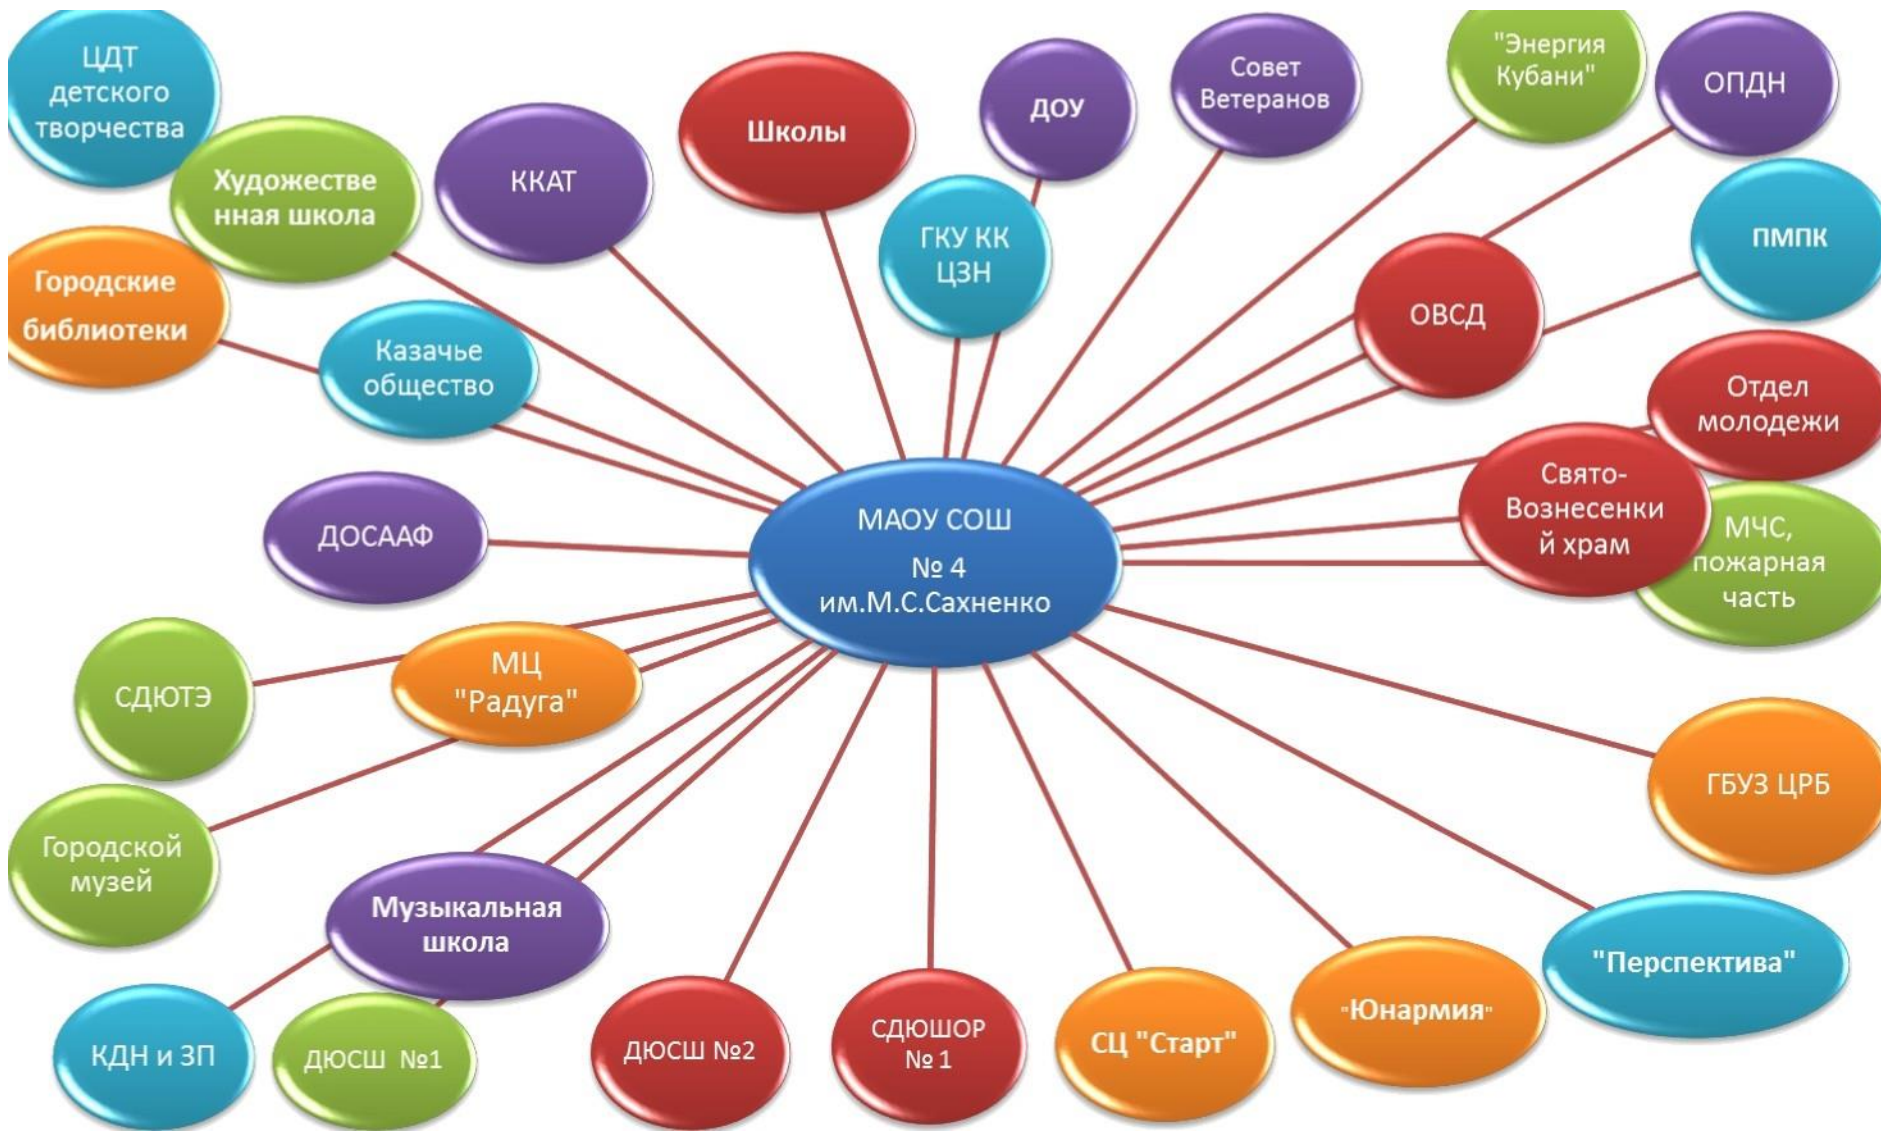 ЦДТ
детского
творчества
Художестве
нная школа
Городские
библиотеки
Казачье
общество
ККАТ
Школы
ГКУ КК
ЦЗН
ДОУ
Совет
Ветеранов
"Энергия
Кубани"
ОПДН
ПМПК
ОВСД
Отдел
молодежи
Свято-
Вознесенки
й храм
МЧС,
пожарная
часть
МАОУ СОШ
№ 4
им.М.С.Сахненко
ДОСААФ
СДЮТЭ
МЦ
"Радуга"
Городской
музей
Музыкальная
школа
КДН и ЗП
ДЮСШ №1
ДЮСШ №2
СДЮШОР
№ 1
СЦ "Старт"
"Юнармия"
"Перспектива"
ГБУЗ ЦРБ